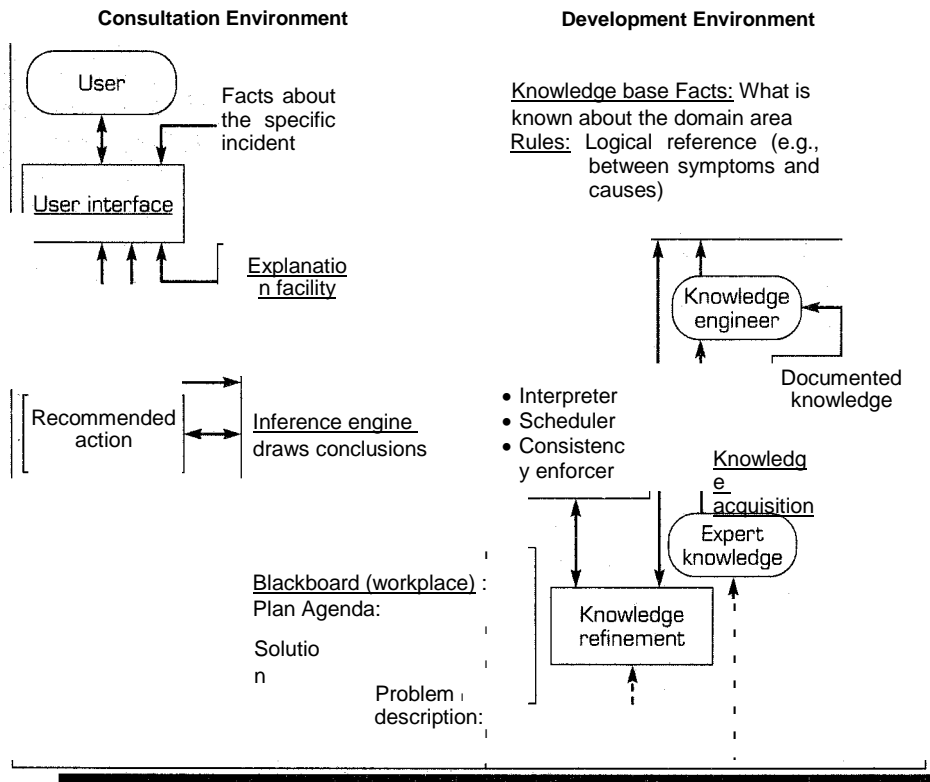 Consultation Environment
Development Environment
User
Facts about
the specific
incident
User interface
Explanatio
n facility
Recommended
action
Inference engine
draws conclusions
Knowledge base Facts: What is
known about the domain area
Rules: Logical reference (e.g.,
between symptoms and
causes)
Knowledge
engineer
Documented
knowledge
• Interpreter
• Scheduler
• Consistenc
y enforcer
Knowledg
e
acquisition
Expert
knowledge
Blackboard (workplace) :
Plan Agenda:
Solutio
n
Problem
description:
Knowledge
refinement